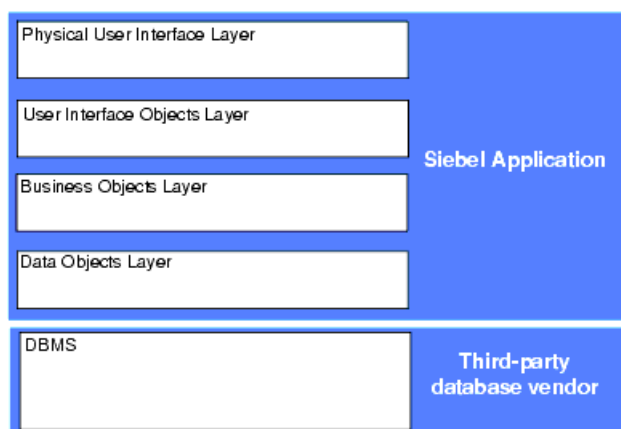 Physical User Interface Layer
User Interface Objects Layer
Siebel Application
Business Objects Layer
Data Objects Layer
DBMS
Third-party
database vendor